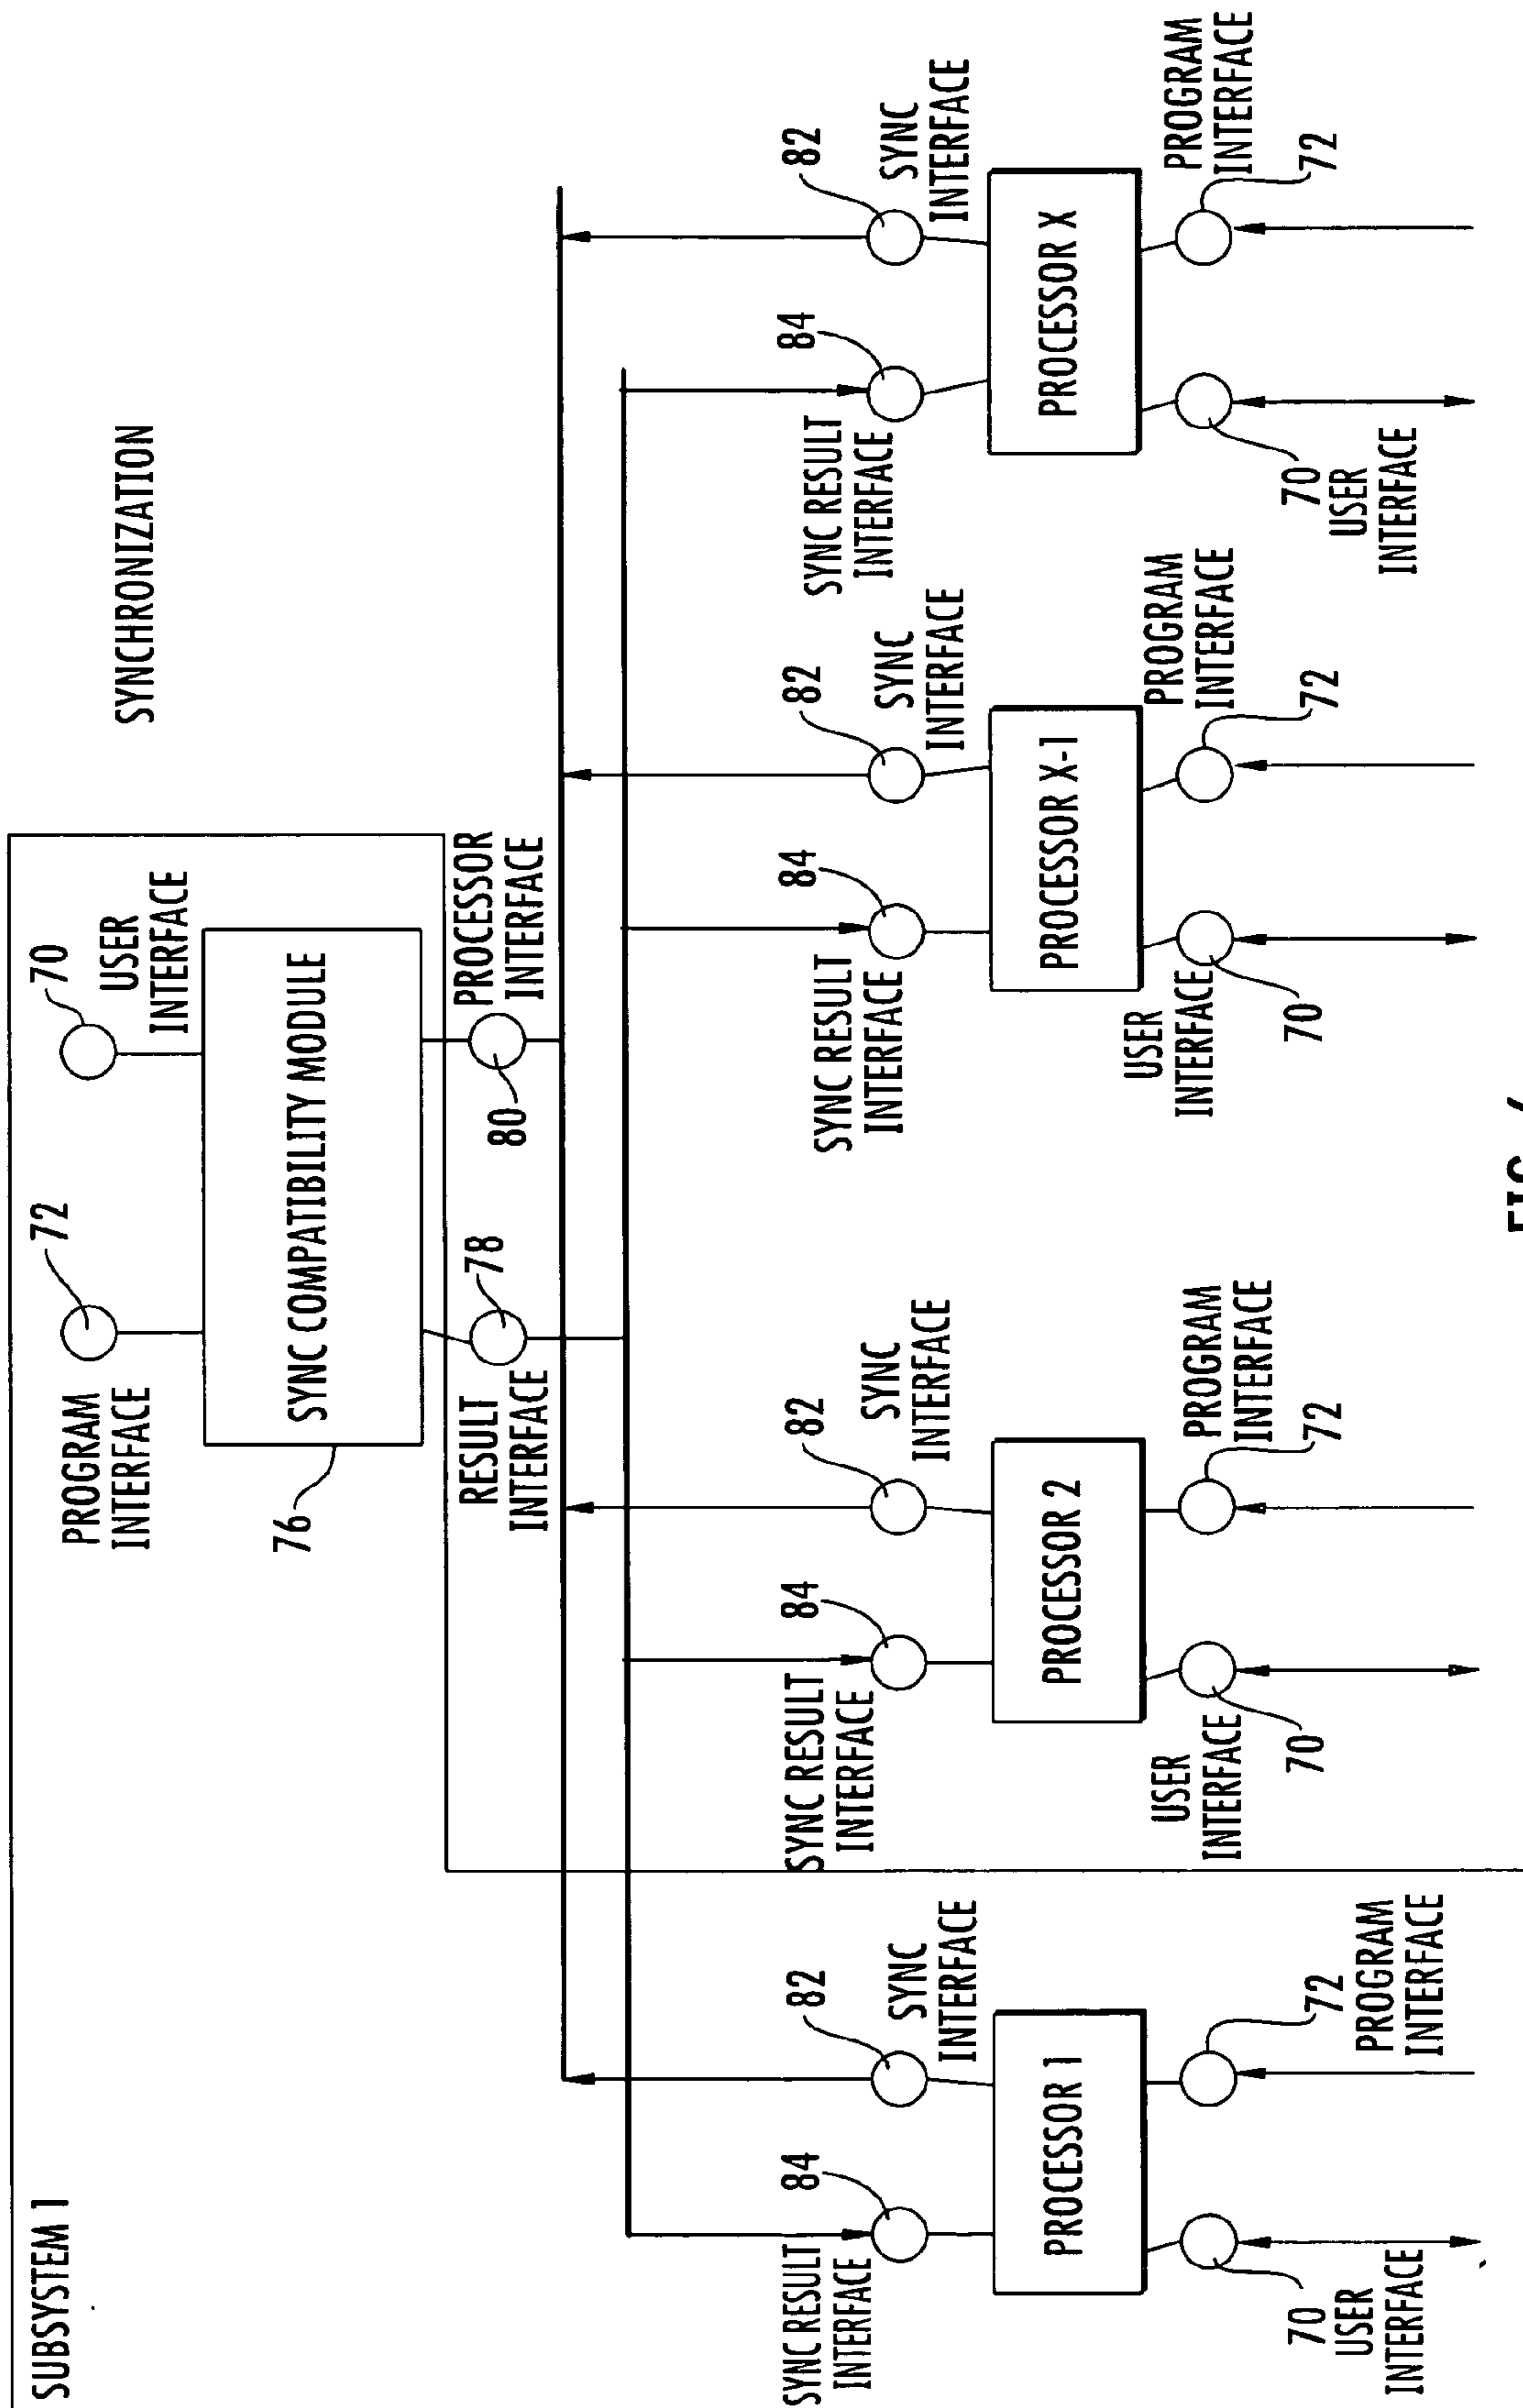 SUBSYSTEM 1
SYNCHRONIZATION
72
70
PROGRAM
INTERFACE
USER
INTERFACE
SYNC COMPATIBILITY MODULE
76
RESULT
INTERFACE
78
80
PROCESSOR
INTERFACE
84
82
SYNC RESULT
INTERFACE
SYNC
INTERFACE
PROCESSOR 1
70
USER
INTERFACE
72
PROGRAM
INTERFACE
84
82
SYNC RESULT
INTERFACE
SYNC
INTERFACE
PROCESSOR 2
USER
INTERFACE
70
PROGRAM
INTERFACE
72
84
82
SYNC RESULT
INTERFACE
SYNC
INTERFACE
PROCESSOR X-1
USER
INTERFACE
70
PROGRAM
INTERFACE
72
84
82
SYNC RESULT
INTERFACE
SYNC
INTERFACE
PROCESSOR X
70
USER
INTERFACE
PROGRAM
INTERFACE
72